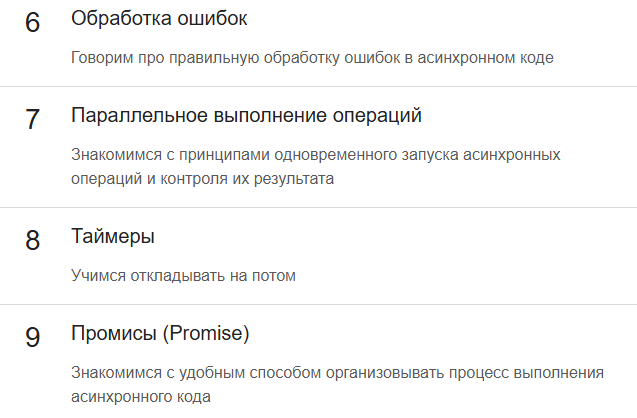 6
Обработка ошибок
Говорим про правильную обработку ошибок в асинхронном коде
7
Параллельное выполнение операций
Знакомимся с принципами одновременного запуска асинхронных
операций и контроля их результата
8
Таймеры
Учимся откладывать на потом
9
Промисы (Promise)
Знакомимся с удобным способом организовывать процесс выполнения
асинхронного кода